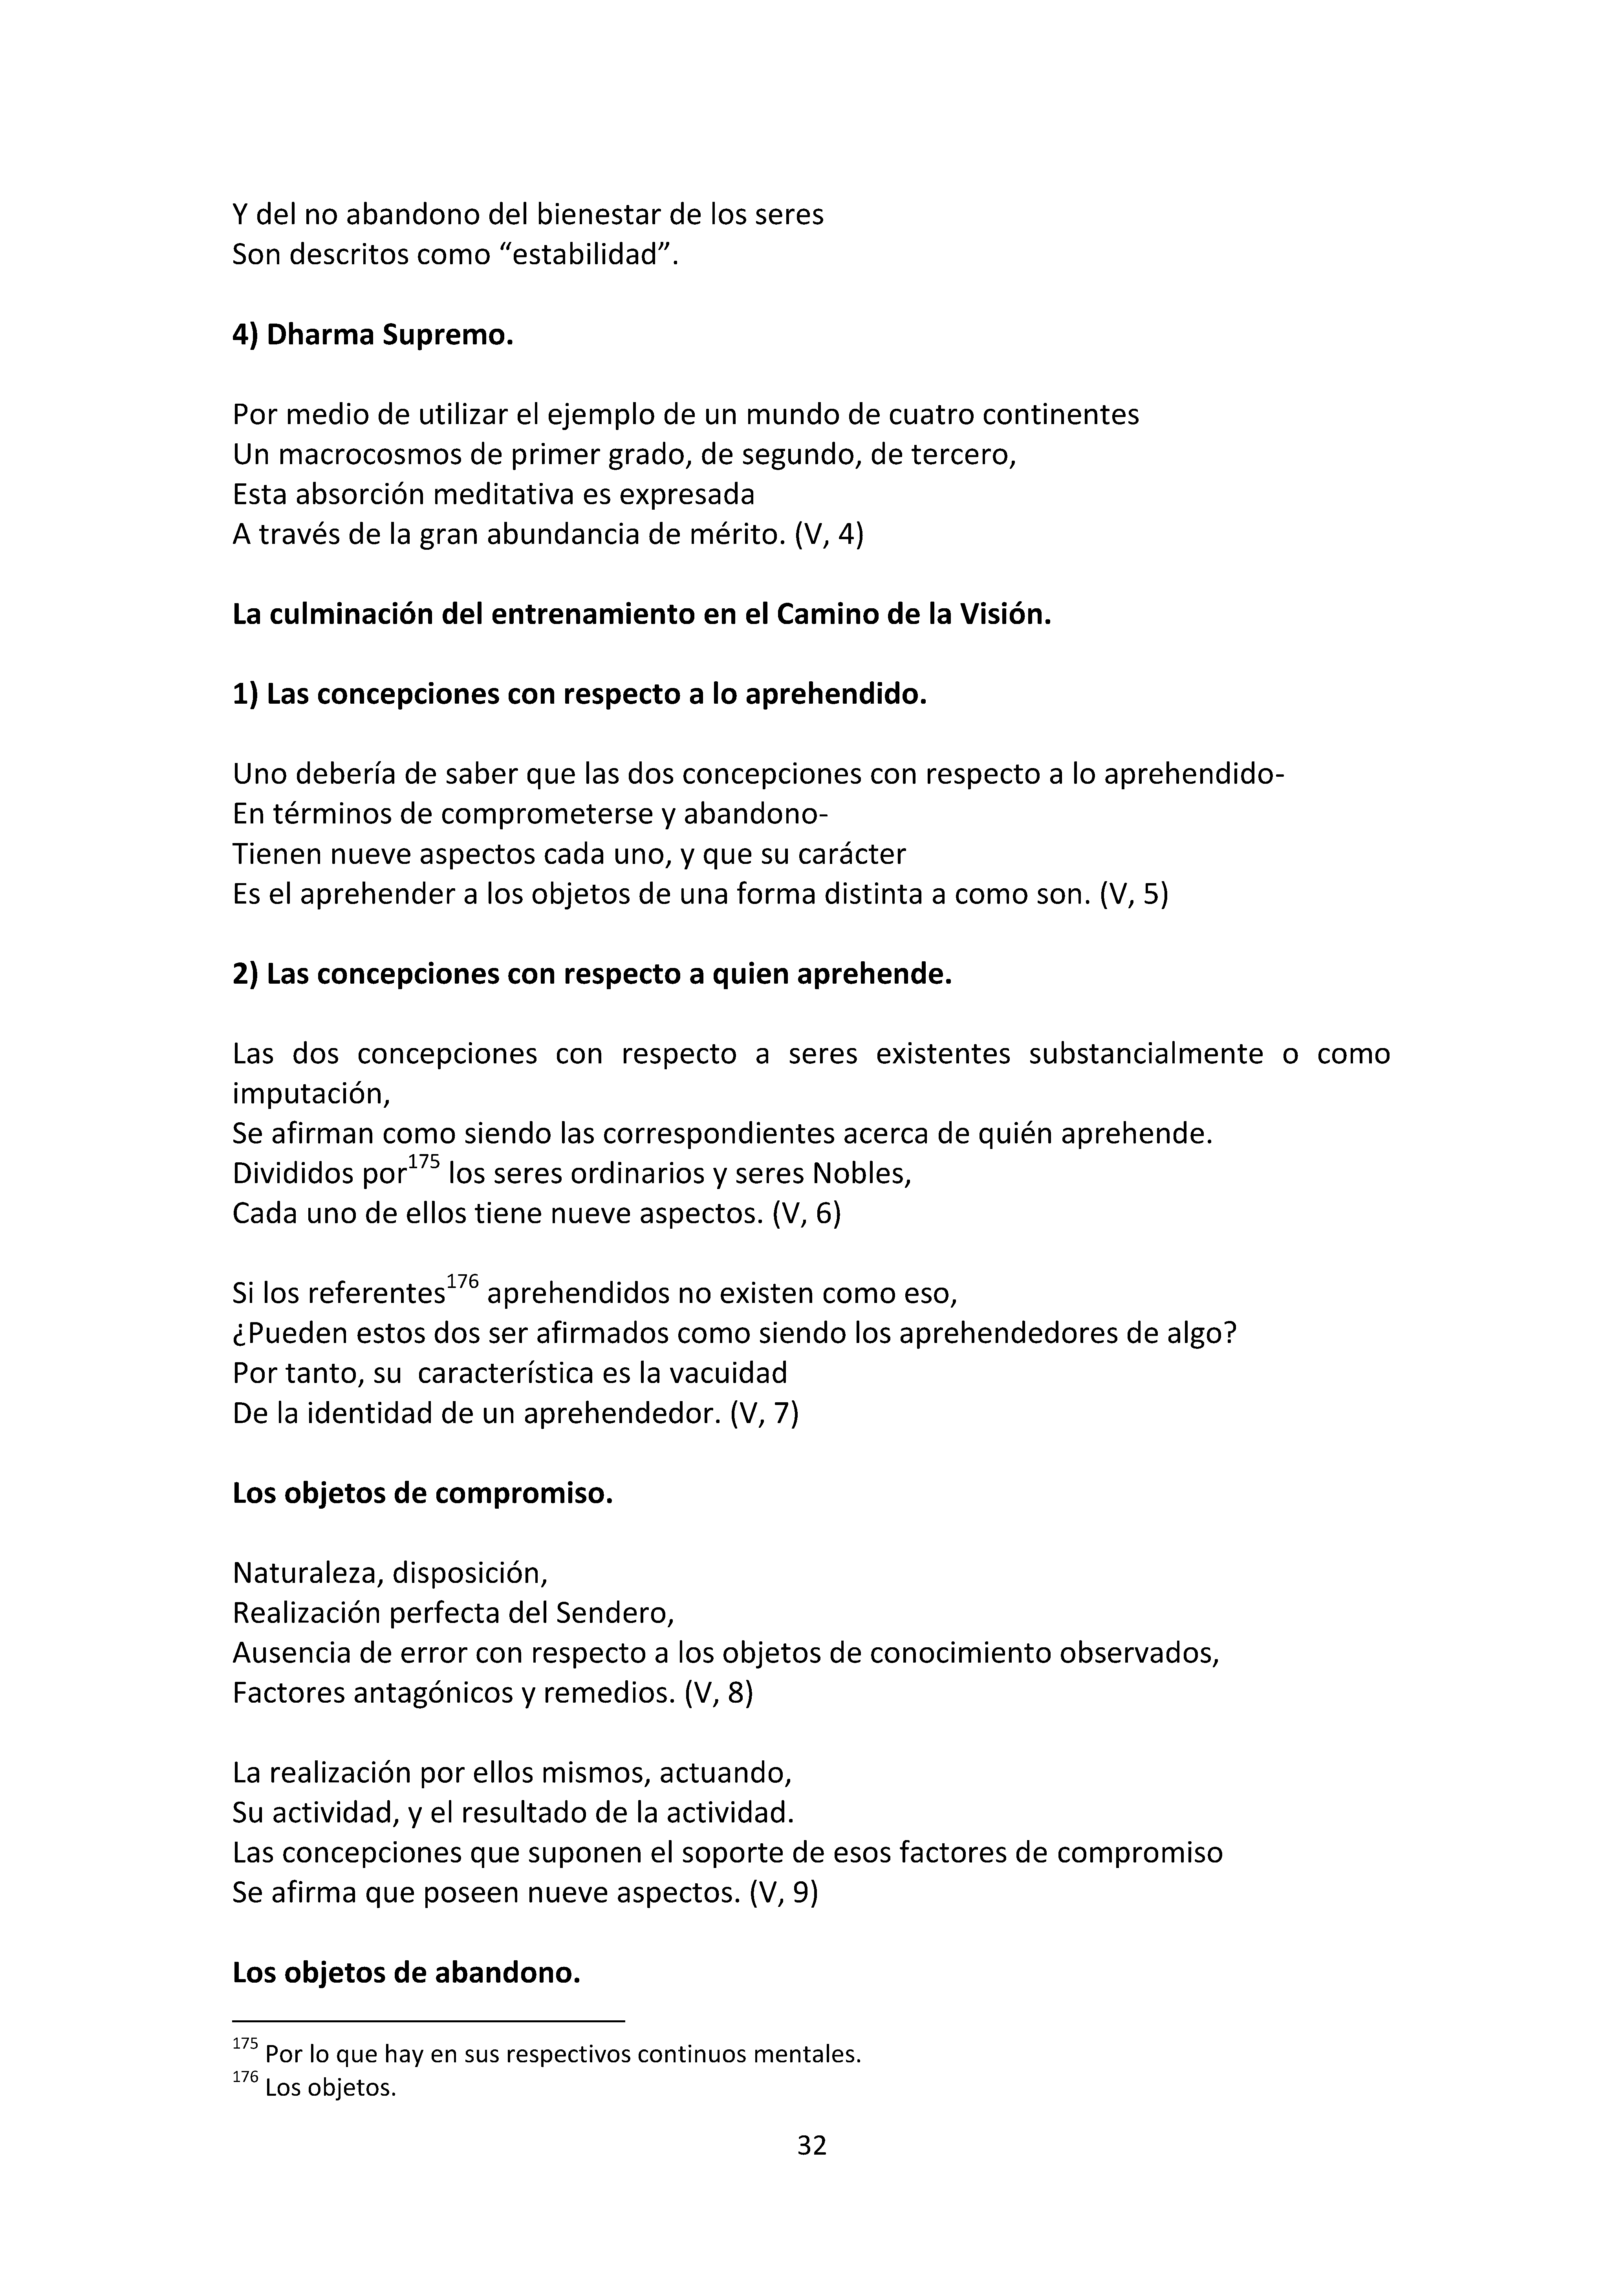 Y del no abandono del bienestar de los seres
Son descritos como “estabilidad”.
4) Dharma Supremo.
Por medio de utilizar el ejemplo de un mundo de cuatro continentes
Un macrocosmos de primer grado, de segundo, de tercero,
Esta absorción meditativa es expresada
A través de la gran abundancia de mérito. (V, 4)
La culminación del entrenamiento en el Camino de la Visión.
1) Las concepciones con respecto a lo aprehendido.
Uno debería de saber que las dos concepciones con respecto a lo aprehendido-
En términos de comprometerse y abandono-
Tienen nueve aspectos cada uno, y que su carácter
Es el aprehender a los objetos de una forma distinta a como son. (V, 5)
2) Las concepciones con respecto a quien aprehende.
Las dos concepciones con respecto a seres existentes substancialmente o como
imputación,
Se afirman como siendo las correspondientes acerca de quién aprehende.
Divididos por175 los seres ordinarios y seres Nobles,
Cada uno de ellos tiene nueve aspectos. (V, 6)
Si los referentes176 aprehendidos no existen como eso,
¿Pueden estos dos ser afirmados como siendo los aprehendedores de algo?
Por tanto, su  característica es la vacuidad
De la identidad de un aprehendedor. (V, 7)
Los objetos de compromiso.
Naturaleza, disposición,
Realización perfecta del Sendero,
Ausencia de error con respecto a los objetos de conocimiento observados,
Factores antagónicos y remedios. (V, 8)
La realización por ellos mismos, actuando,
Su actividad, y el resultado de la actividad.
Las concepciones que suponen el soporte de esos factores de compromiso
Se afirma que poseen nueve aspectos. (V, 9)
Los objetos de abandono.
175 Por lo que hay en sus respectivos continuos mentales.
176 Los objetos.
32